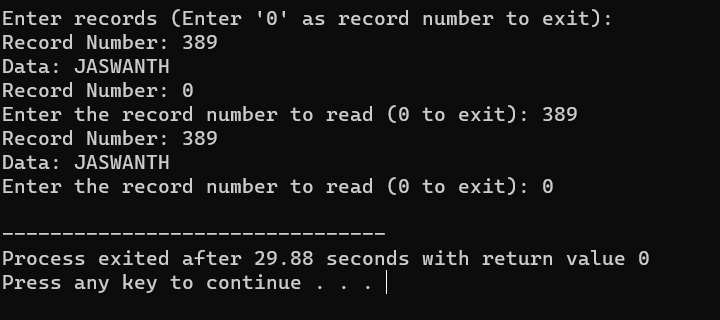 Enter records (Enter '0' as record number to exit):
Record Number: 389
Data: JASWANTH
Record Number: 0
Enter the record number to read (0 to exit): 389
Record Number: 389
Data: JASWANTH
Enter the record number to read (0 to exit): 0
--------------------------------
Process exited after 29.88 seconds with return value 0
Press any key to continue . . .